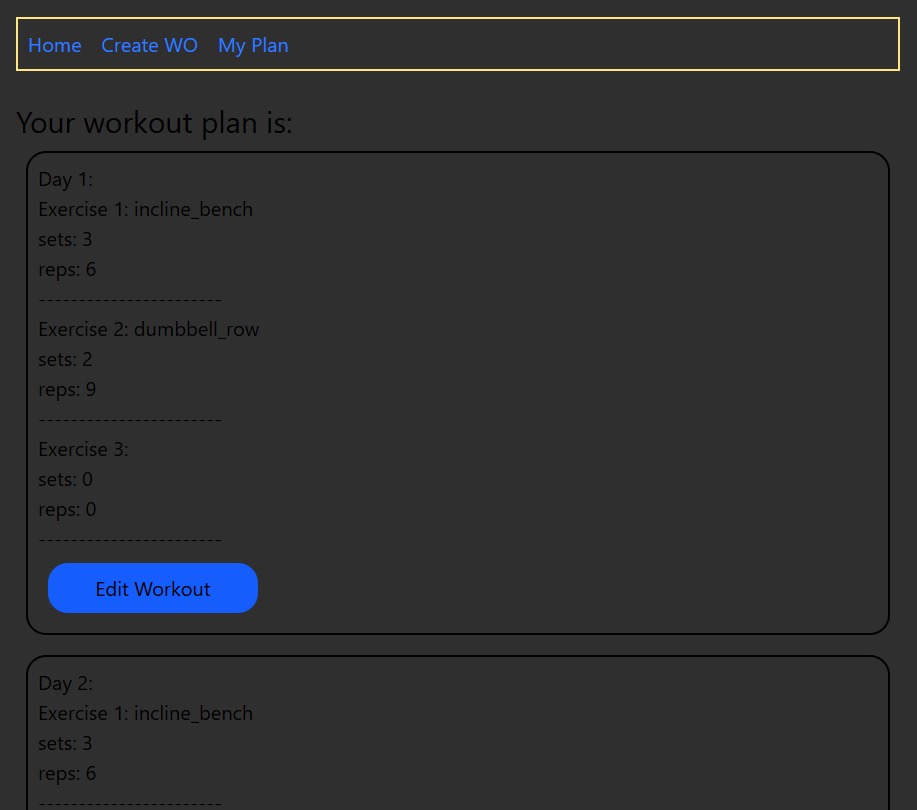 Home Create WO My Plan
Your workout plan is:
Day 1:
Exercise 1: incline_bench
sets: 3
reps: 6
-----------------------
Exercise 2: dumbbell_row
sets: 2
reps: 9
-----------------------
Exercise 3:
sets: 0
reps: 0
-----------------------
Edit Workout
Day 2:
Exercise 1: incline_bench
sets: 3
reps: 6
-----------------------